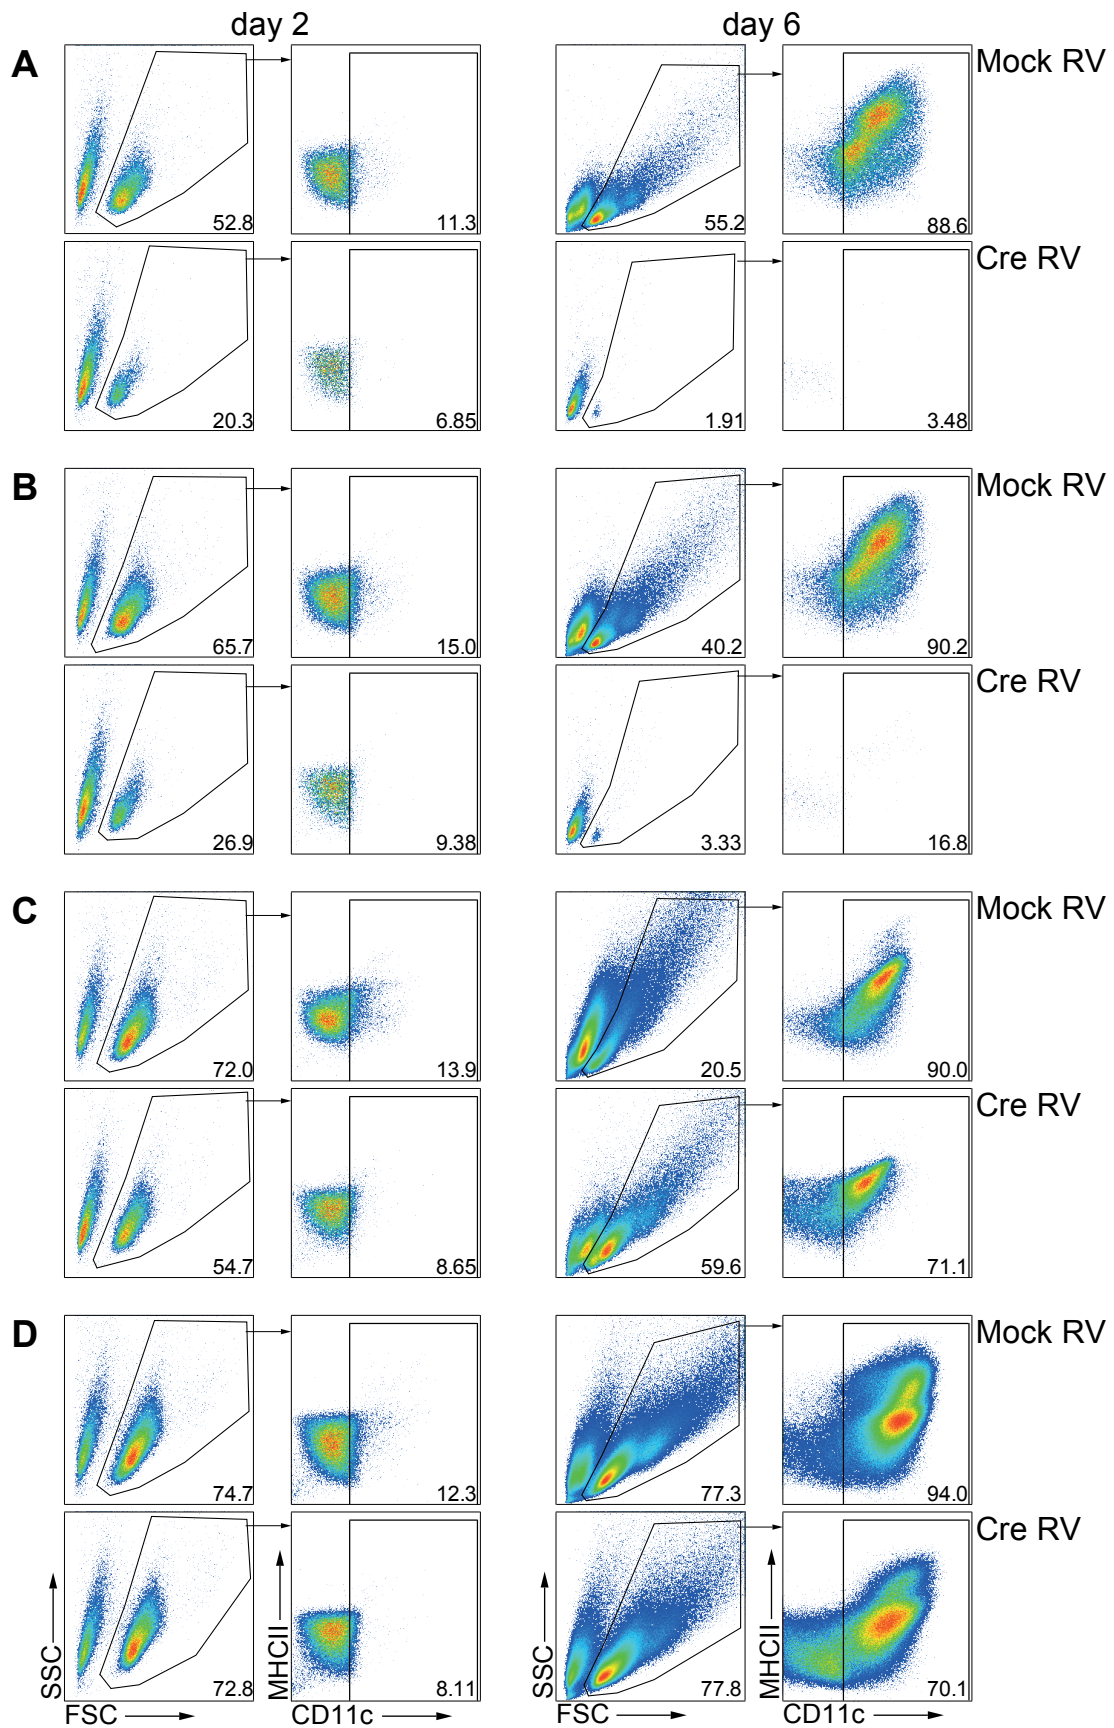 day 2 day 6
A Mock RV
52.8 11.3 55.2 88.6
Cre RV
20.3 6.85 1.91 3.48
B Mock RV
65.7 15.0 40.2 90.2
Cre RV
26.9 9.38 3.33 16.8
C Mock RV
72.0 13.9 20.5 90.0
Cre RV
54.7 8.65 59.6 71.1
D Mock RV
74.7 12.3 77.3 94.0
Cre RV
SSC MHCII SSC MHCII
72.8 8.11 77.8 70.1
FSC CD11c FSC CD11c